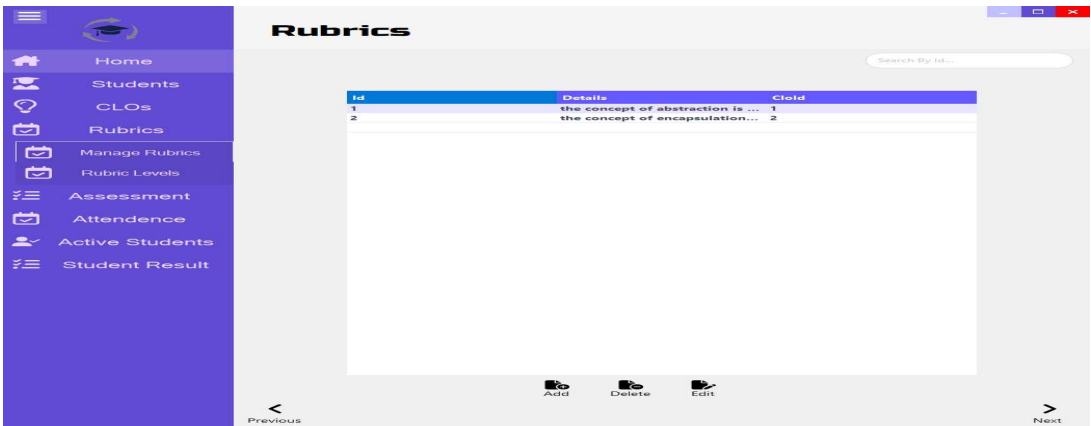 Rubrics
Home
Search By Id...
Students
CLOs
Rubrics
Manage Rubrics
Rubric Levels
Assessment
Attendence
Active Students
Student Result
Id Details CloId
1 the concept of abstraction is ... 1
2 the concept of encapsulation... 2
Add Delete Edit
Previous Next